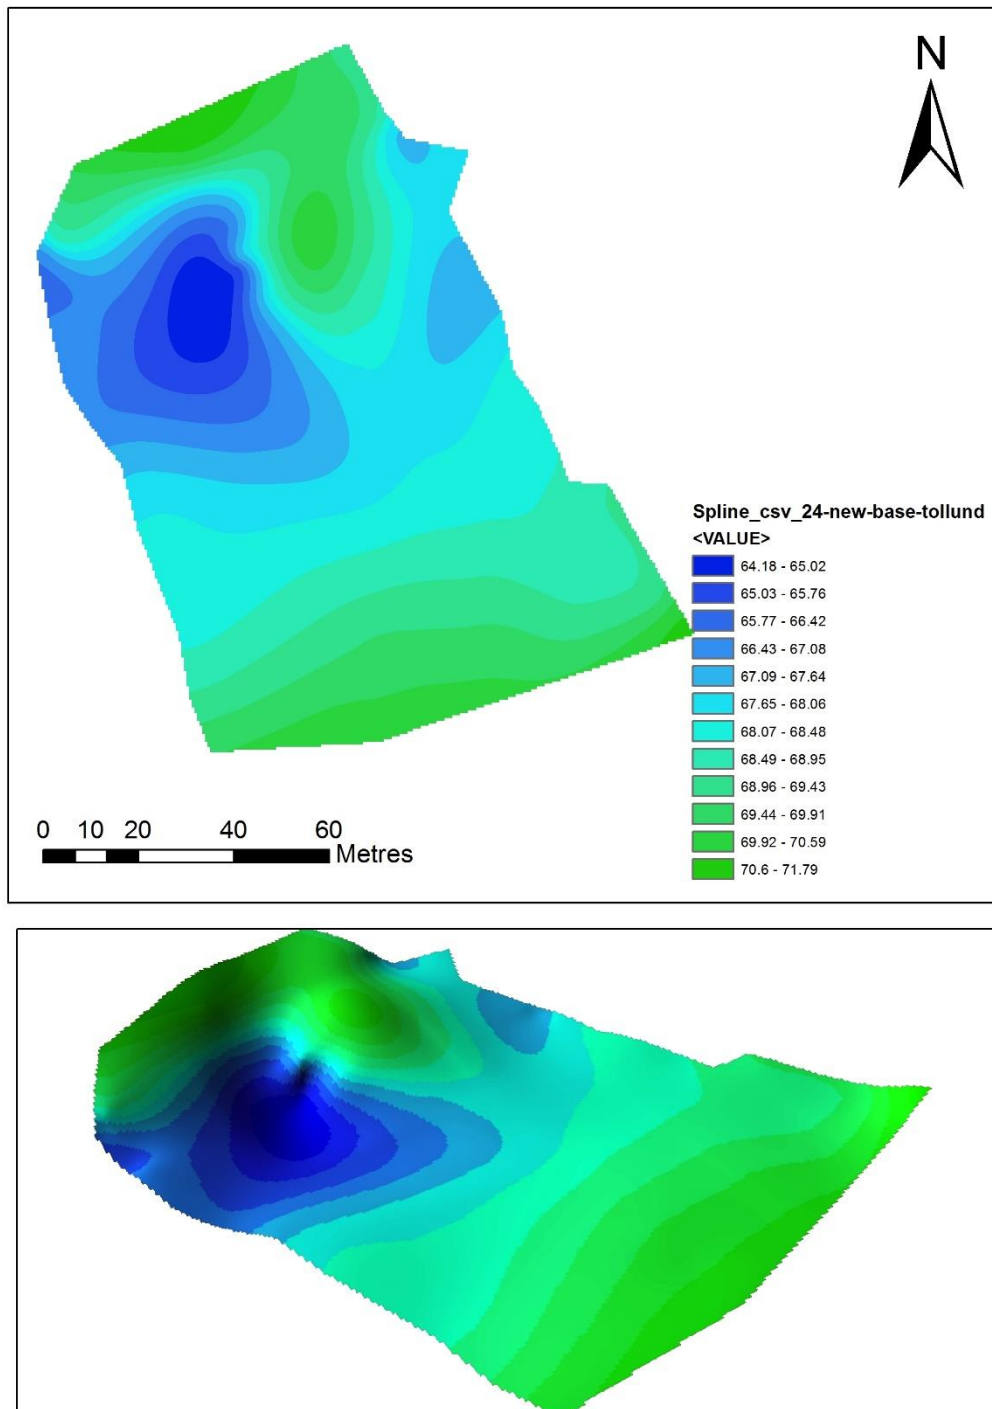 N
Spline_csv_24-new-base-tollund
<VALUE>
64.18 - 65.02
65.03 - 65.76
65.77 - 66.42
66.43 - 67.08
67.09 - 67.64
67.65 - 68.06
68.07 - 68.48
68.49 - 68.95
68.96 - 69.43
69.44 - 69.91
69.92 - 70.59
70.6 - 71.79
0 10 20 40 60
Metres